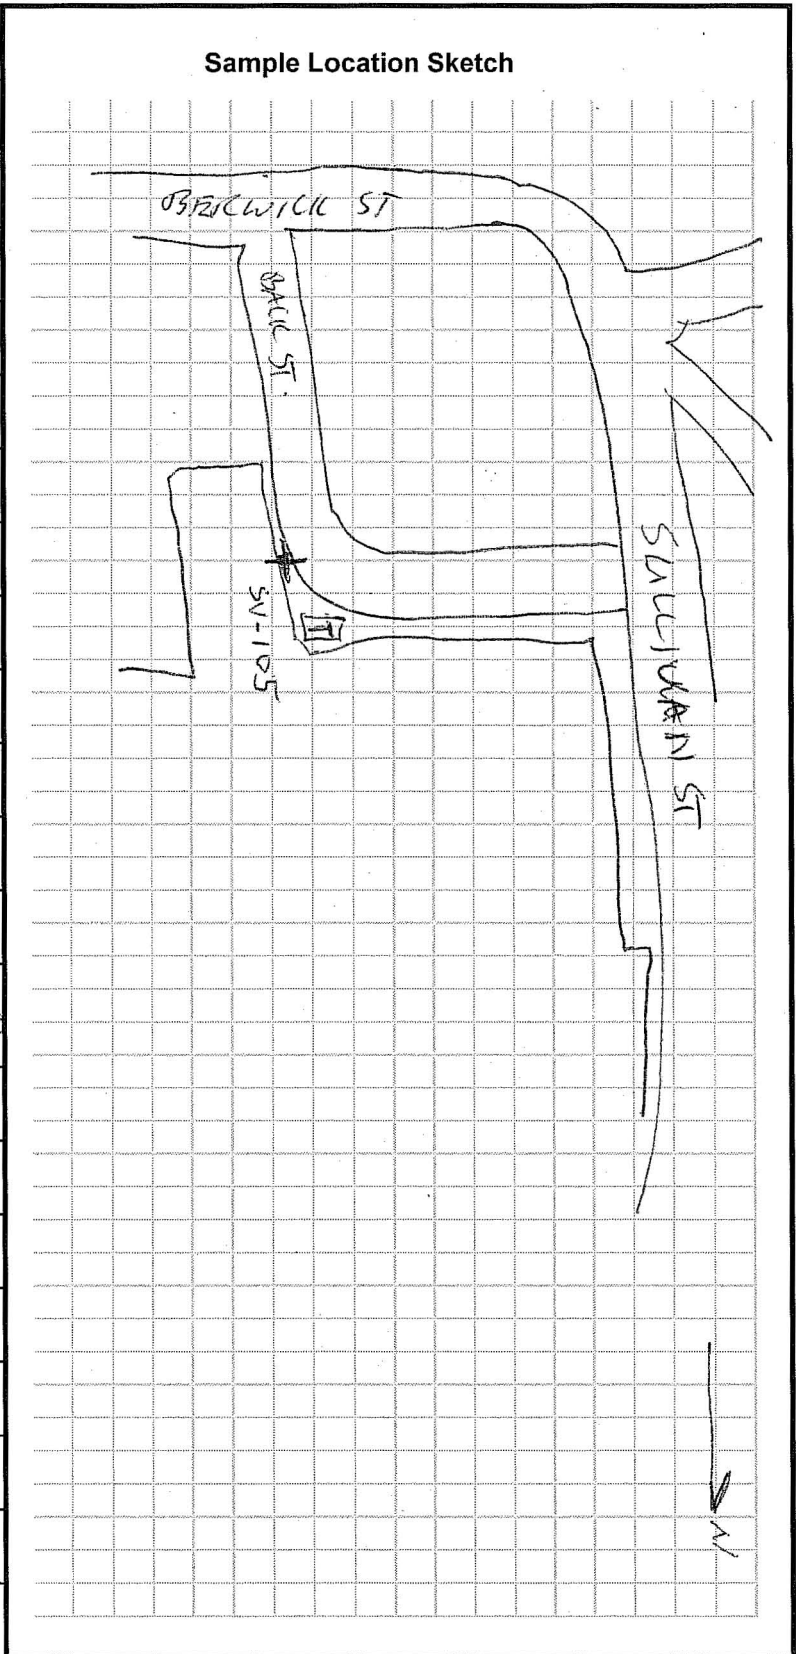 Sample Location Sketch
BERWICK ST
BACK ST.
SULLIVAN ST
SV-105
T
N